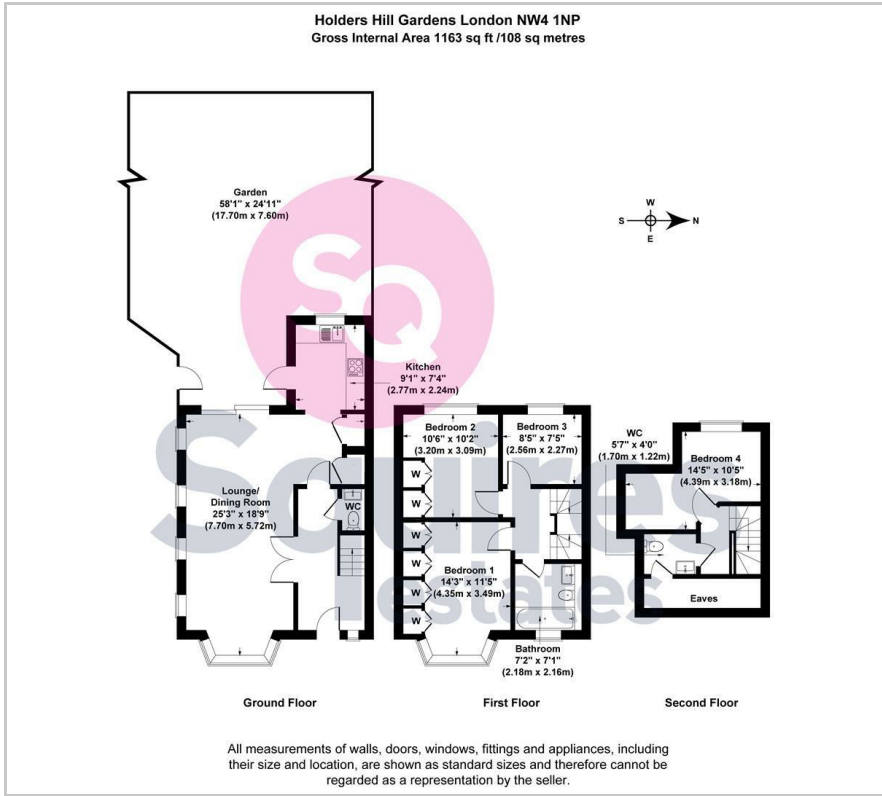 Holders Hill Gardens London NW4 1NP
Gross Internal Area 1163 sq ft /108 sq metres
Garden
58'1" x 24'11"
(17.70m x 7.60m)
W
S
N
E
SQ
Squires
estates
Kitchen
9'1" x 7'4"
(2.77m x 2.24m)
Lounge/
Dining Room
25'3" x 18'9"
(7.70m x 5.72m)
WC
Ground Floor
Bedroom 2
10'6" x 10'2"
(3.20m x 3.09m)
Bedroom 3
8'5" x 7'5"
(2.56m x 2.27m)
W
W
W
W
W
W
Bedroom 1
14'3" x 11'5"
(4.35m x 3.49m)
Bathroom
7'2" x 7'1"
(2.18m x 2.16m)
First Floor
WC
5'7" x 4'0"
(1.70m x 1.22m)
Bedroom 4
14'5" x 10'5"
(4.39m x 3.18m)
Eaves
Second Floor
All measurements of walls, doors, windows, fittings and appliances, including
their size and location, are shown as standard sizes and therefore cannot be
regarded as a representation by the seller.